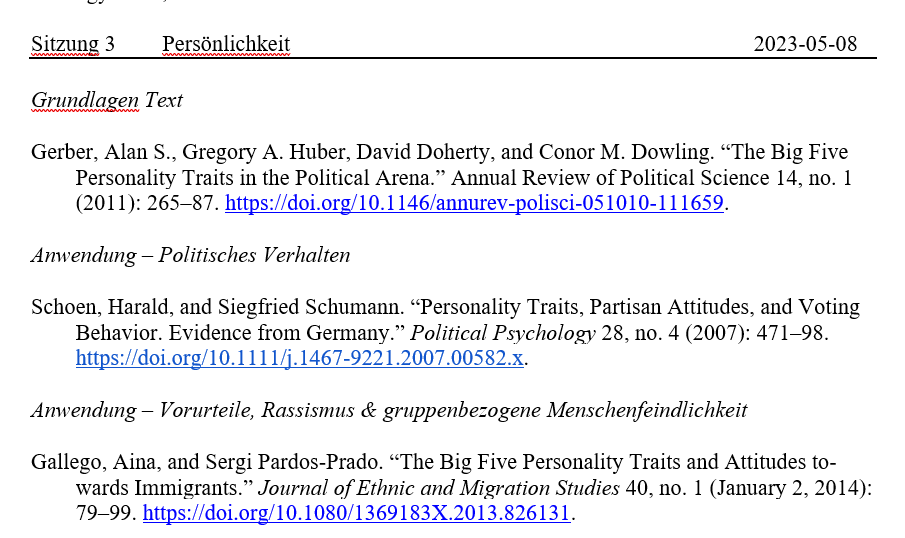 Sitzung 3 Persönlichkeit 2023-05-08
Grundlagen Text
Gerber, Alan S., Gregory A. Huber, David Doherty, and Conor M. Dowling. “The Big Five
Personality Traits in the Political Arena.” Annual Review of Political Science 14, no. 1
(2011): 265–87. https://doi.org/10.1146/annurev-polisci-051010-111659.
Anwendung – Politisches Verhalten
Schoen, Harald, and Siegfried Schumann. “Personality Traits, Partisan Attitudes, and Voting
Behavior. Evidence from Germany.” Political Psychology 28, no. 4 (2007): 471–98.
https://doi.org/10.1111/j.1467-9221.2007.00582.x.
Anwendung – Vorurteile, Rassismus & gruppenbezogene Menschenfeindlichkeit
Gallego, Aina, and Sergi Pardos-Prado. “The Big Five Personality Traits and Attitudes to-
wards Immigrants.” Journal of Ethnic and Migration Studies 40, no. 1 (January 2, 2014):
79–99. https://doi.org/10.1080/1369183X.2013.826131.